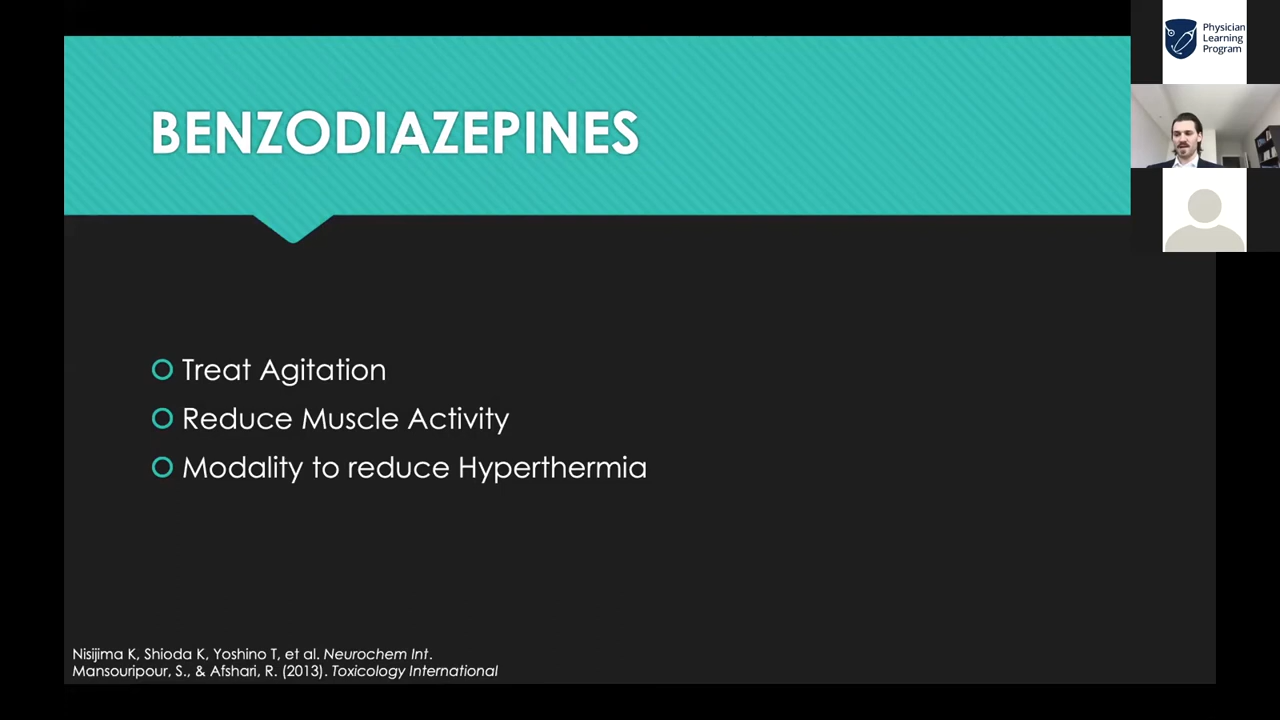 BENZODIAZEPINES
Physician
Learning
Program
Treat Agitation
Reduce Muscle Activity
Modality to reduce Hyperthermia
Nisijima K, Shioda K, Yoshino T, et al. Neurochem Int.
Mansouripour, S., & Afshari, R. (2013). Toxicology International